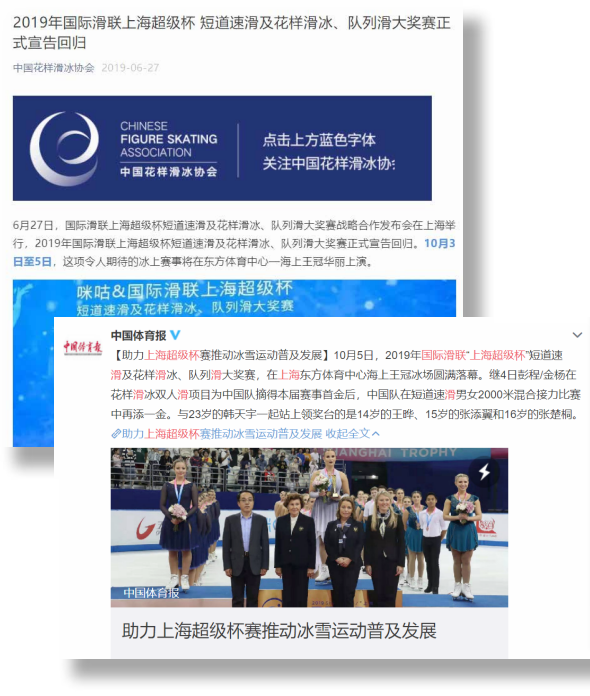 2019年国际滑联上海超级杯 短道速滑及花样滑冰、队列滑大奖赛正
式宣告回归
中国花样滑冰协会 2019-06-27
CHINESE
FIGURE SKATING
ASSOCIATION
中国花样滑冰协会
点击上方蓝色字体
关注中国花样滑冰协会
6月27日，国际滑联上海超级杯短道速滑及花样滑冰、队列滑大奖赛战略合作发布会在上海举
行，2019年国际滑联上海超级杯短道速滑及花样滑冰、队列滑大奖赛正式宣告回归。10月3
日至5日，这项令人期待的冰上赛事将在东方体育中心—海上王冠华丽上演。
咪咕&国际滑联上海超级杯
短道速滑及花样滑冰、队列滑大奖赛
中国体育报
中国体育报
【助力上海超级杯赛推动冰雪运动普及发展】10月5日，2019年国际滑联“上海超级杯”短道速
滑及花样滑冰、队列滑大奖赛，在上海东方体育中心海上王冠冰场圆满落幕。继4日彭程/金杨在
花样滑冰双人滑项目为中国队摘得本届赛事首金后，中国队在短道速滑男女2000米混合接力比赛
中再添一金。与23岁的韩天宇一起站上领奖台的是14岁的王晔、15岁的张添翼和16岁的张楚桐。
助力上海超级杯赛推动冰雪运动普及发展 收起全文
ANGHAI TROPHY
中国体育报
助力上海超级杯赛推动冰雪运动普及发展